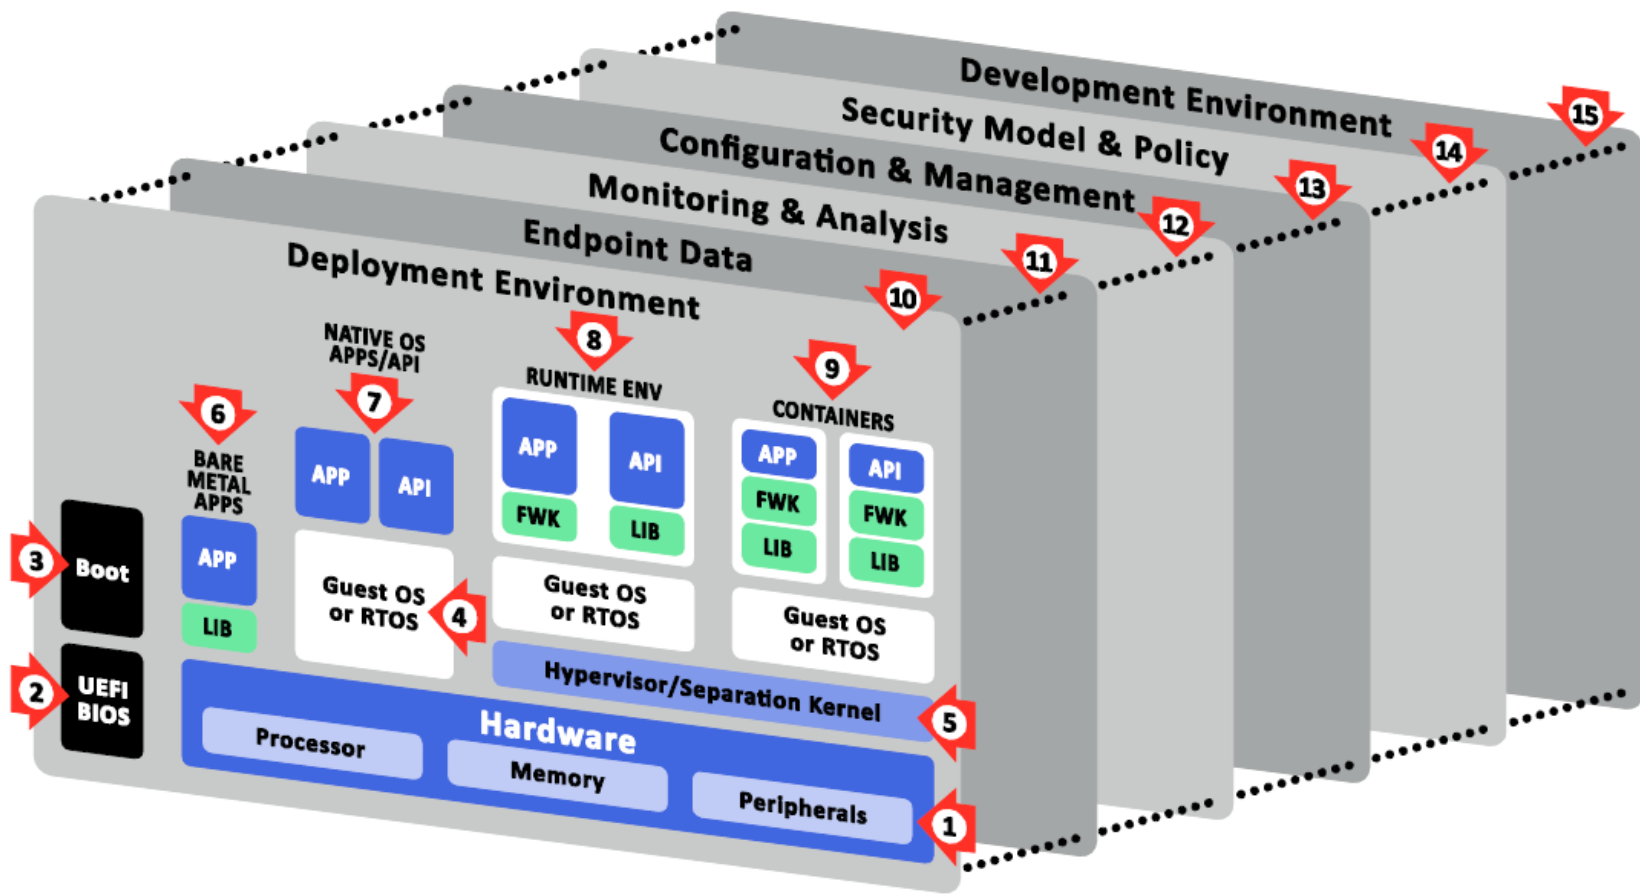 Development Environment
15
Security Model & Policy
14
Configuration & Management
13
Monitoring & Analysis
12
Endpoint Data
11
Deployment Environment
10
NATIVE OS
APPS/API
7
8
RUNTIME ENV
9
CONTAINERS
6
BARE
METAL
APPS
APP
LIB
APP
API
Guest OS
or RTOS
4
APP
FWK
API
LIB
Guest OS
or RTOS
APP
FWK
LIB
API
FWK
LIB
Guest OS
or RTOS
3
Boot
2
UEFI
BIOS
Hypervisor/Separation Kernel
5
Hardware
Processor
Memory
Peripherals
1